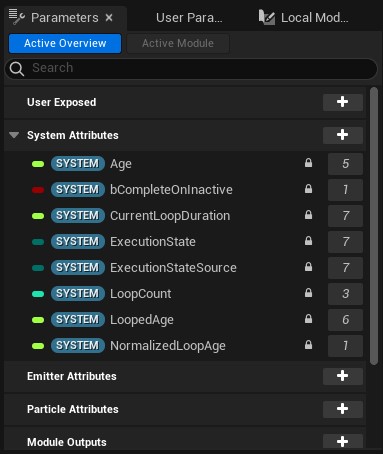 Parameters × User Para... Local Mod...
Active Overview Active Module
Search
User Exposed +
System Attributes +
SYSTEM Age 5
SYSTEM bCompleteOnInactive 1
SYSTEM CurrentLoopDuration 7
SYSTEM ExecutionState 7
SYSTEM ExecutionStateSource 7
SYSTEM LoopCount 3
SYSTEM LoopedAge 6
SYSTEM NormalizedLoopAge 1
Emitter Attributes +
Particle Attributes +
Module Outputs +